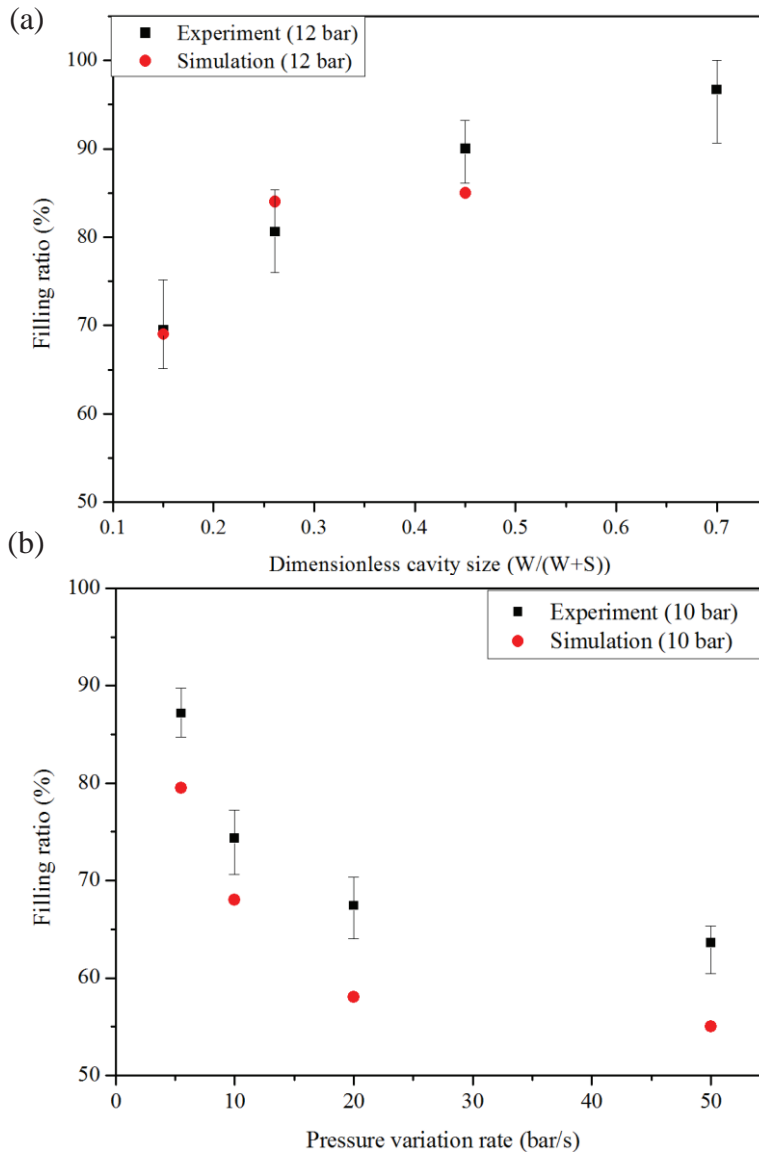 (a)
Experiment (12 bar)
Simulation (12 bar)
100
90
80
70
60
50
Filling ratio (%)
0.1 0.2 0.3 0.4 0.5 0.6 0.7
Dimensionless cavity size (W/(W+S))
(b)
Experiment (10 bar)
Simulation (10 bar)
100
90
80
70
60
50
Filling ratio (%)
0 10 20 30 40 50
Pressure variation rate (bar/s)